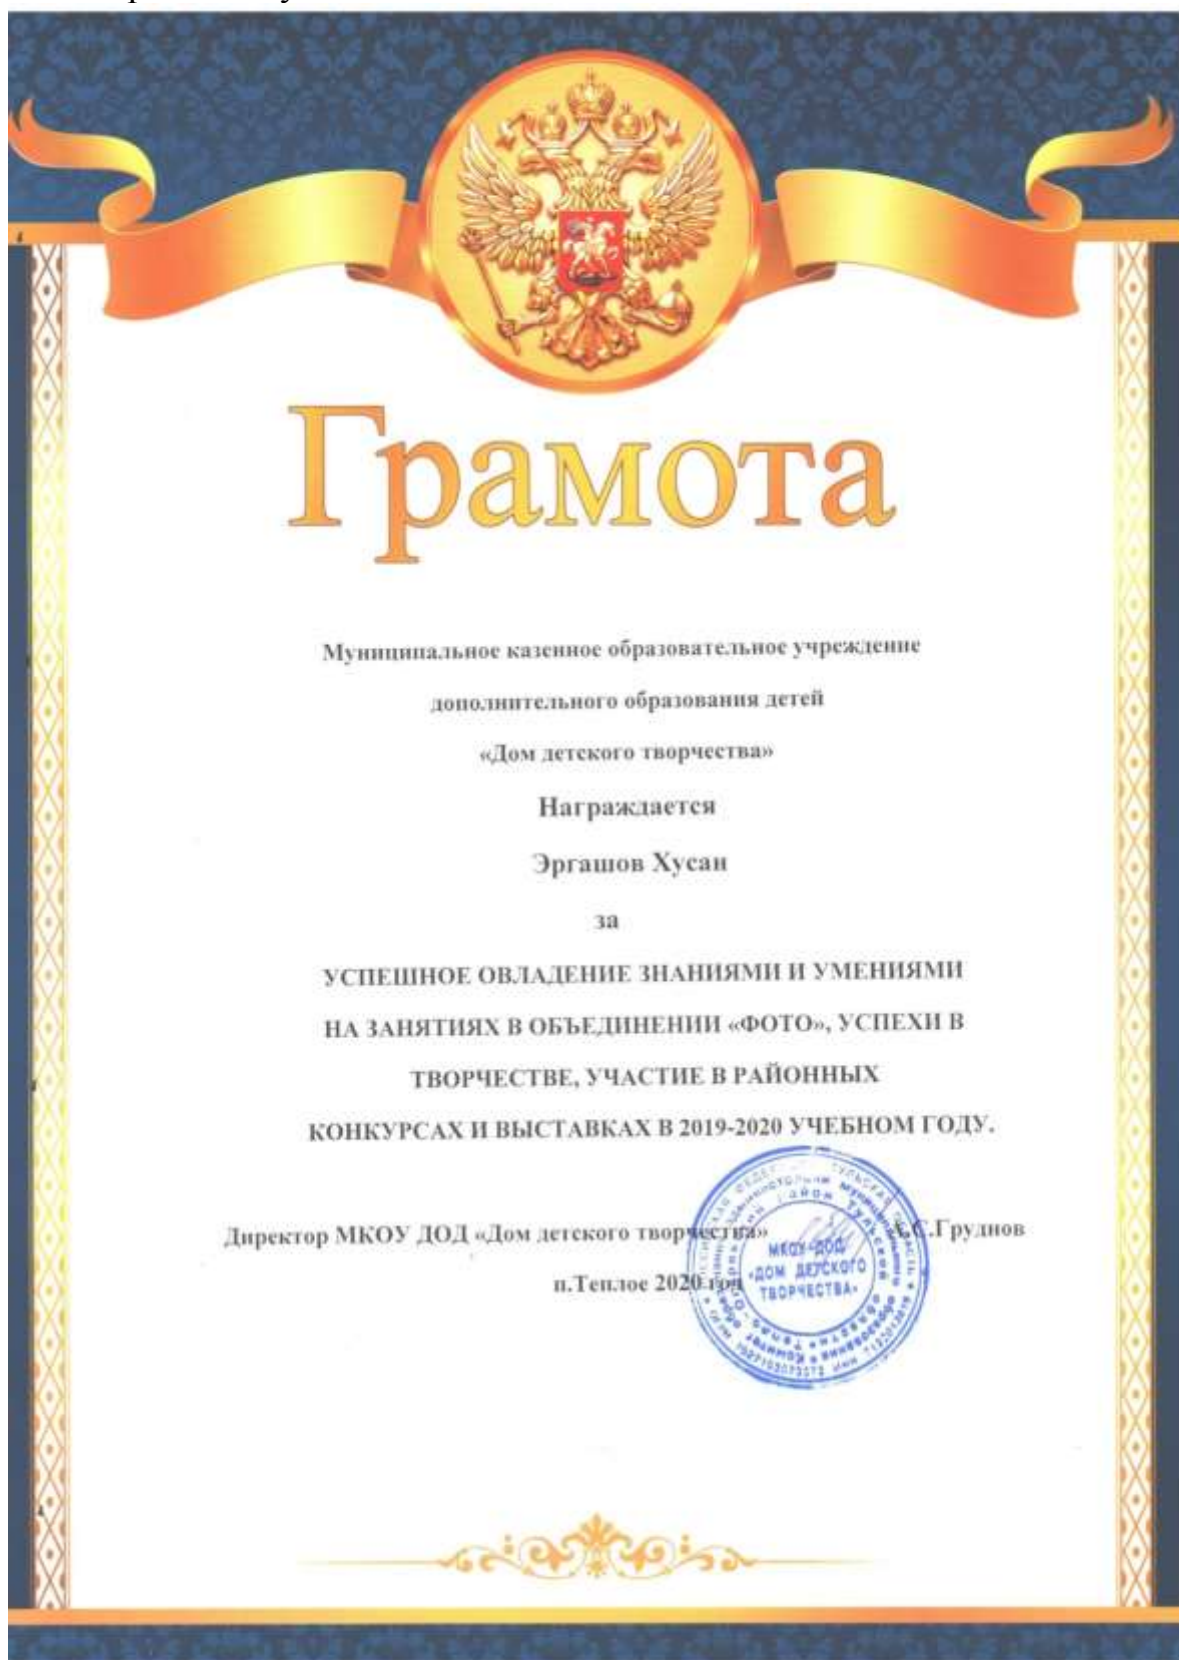 Грамота
Муниципальное казенное образовательное учреждение
дополнительного образования детей
«Дом детского творчества»
Награждается
Эргашов Хусан
за
УСПЕШНОЕ ОВЛАДЕНИЕ ЗНАНИЯМИ И УМЕНИЯМИ
НА ЗАНЯТИЯХ В ОБЪЕДИНЕНИИ «ФОТО», УСПЕХИ В
ТВОРЧЕСТВЕ, УЧАСТИЕ В РАЙОННЫХ
КОНКУРСАХ И ВЫСТАВКАХ В 2019-2020 УЧЕБНОМ ГОДУ.
Директор МКОУ ДОД «Дом детского творчества» С.Груднов
п.Теплое 2020 год
МКОУ ДОД
«ДОМ ДЕТСКОГО
ТВОРЧЕСТВА»